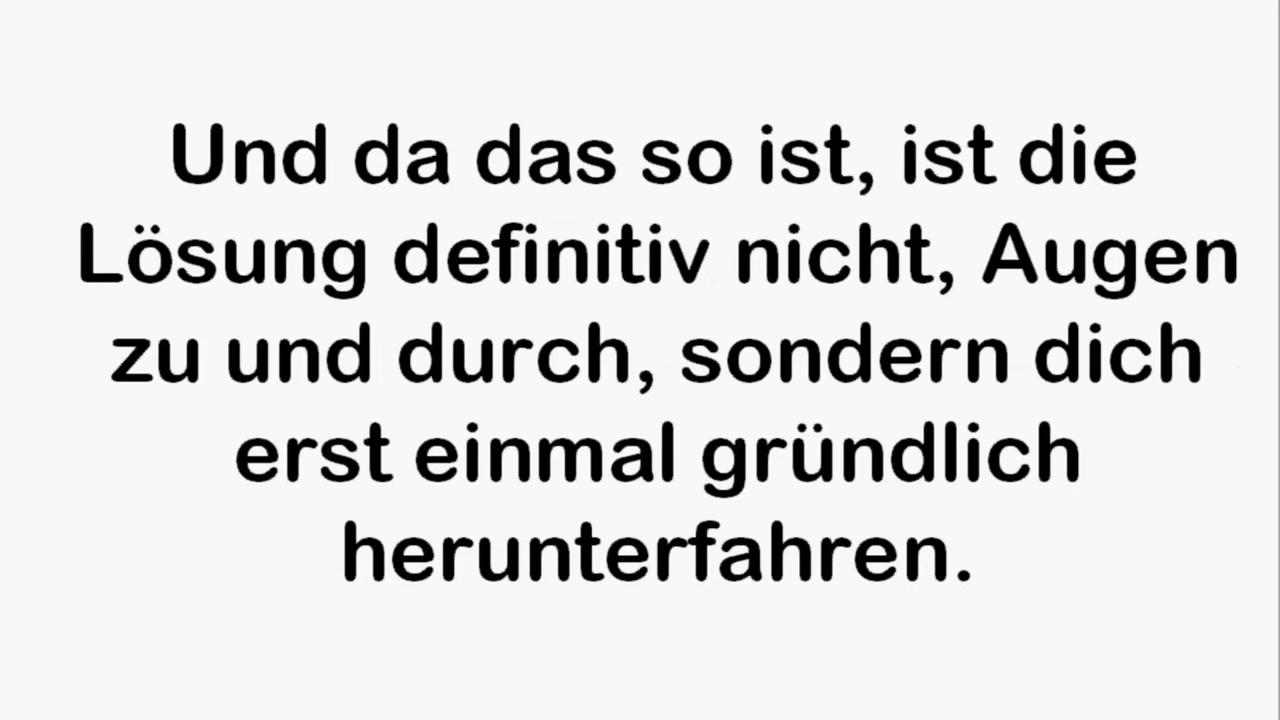 Und da das so ist, ist die
Lösung definitiv nicht, Augen
zu und durch, sondern dich
erst einmal gründlich
herunterfahren.